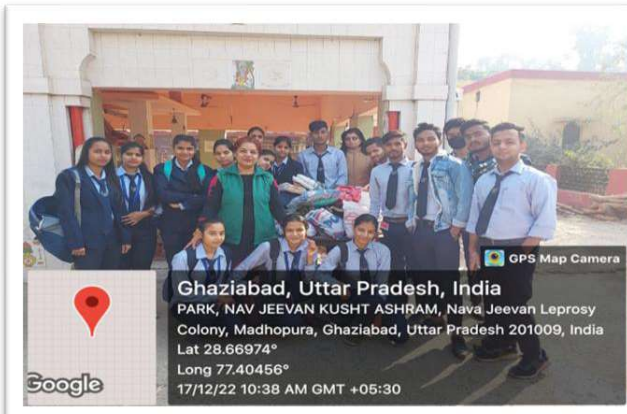 GPS Map Camera
Ghaziabad, Uttar Pradesh, India
PARK, NAV JEEVAN KUSHT ASHRAM, Nava Jeevan Leprosy
Colony, Madhopura, Ghaziabad, Uttar Pradesh 201009, India
Lat 28.66974°
Long 77.40456°
17/12/22 10:38 AM GMT +05:30
Google